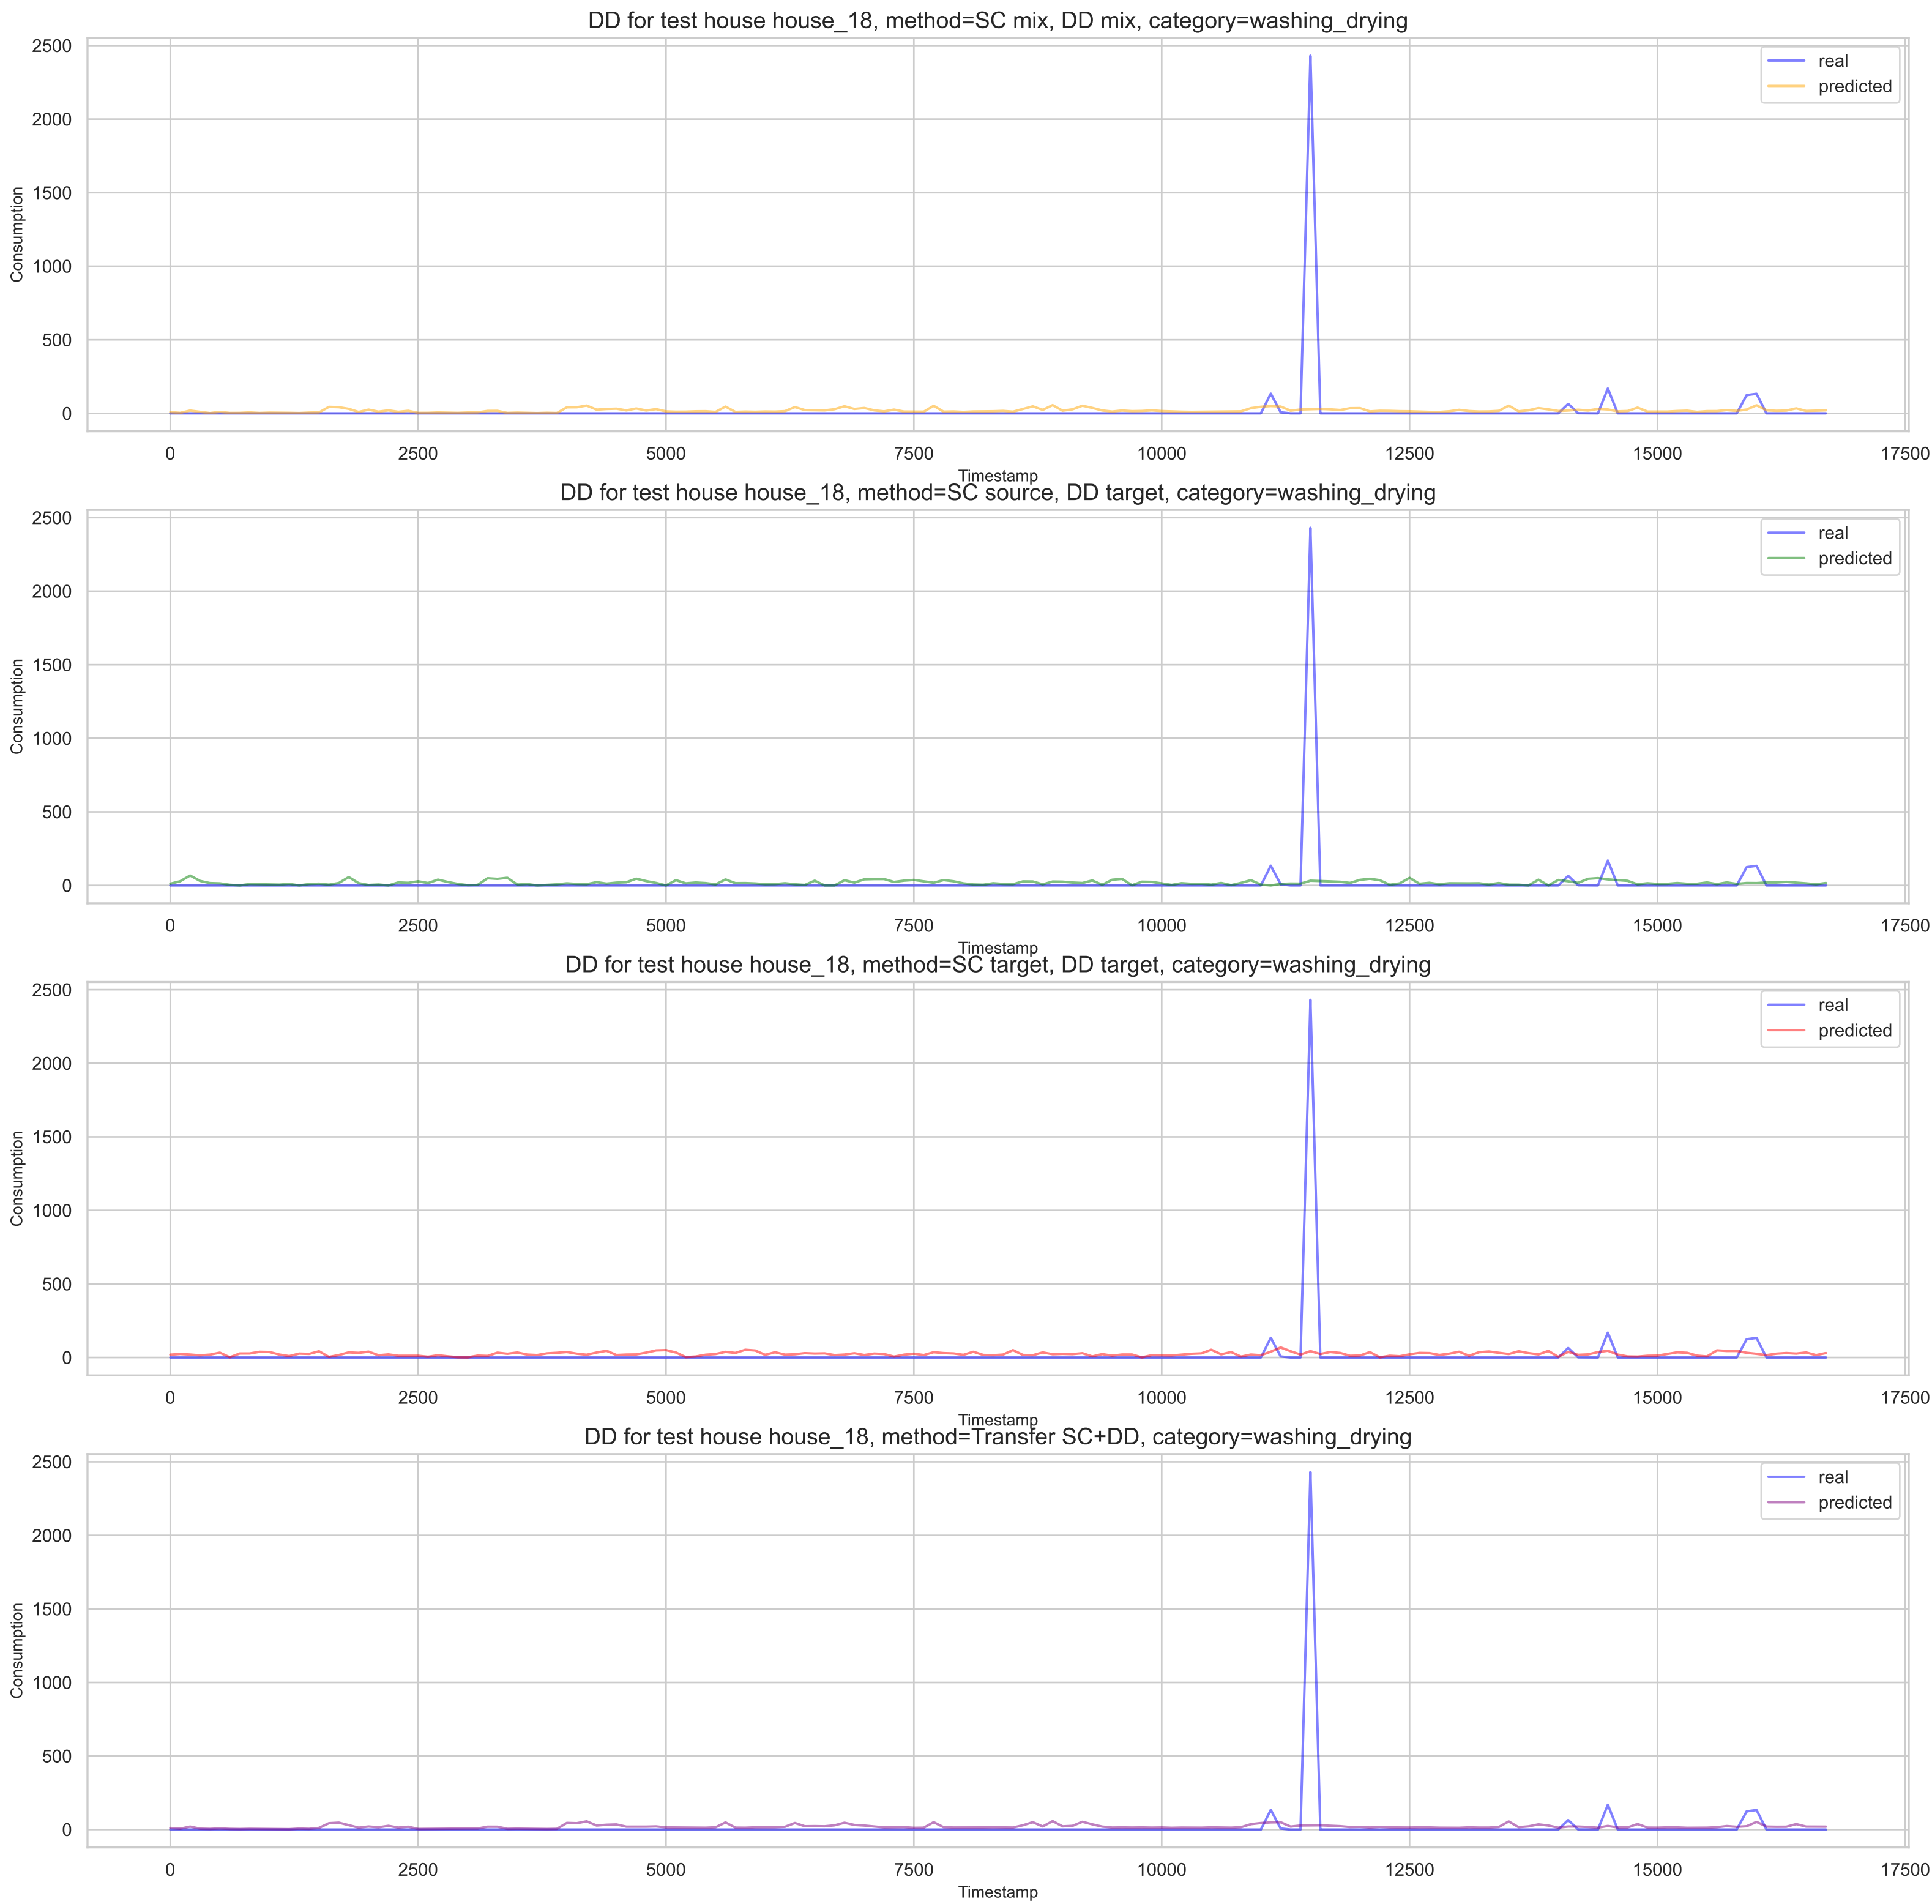 DD for test house house_18, method=SC mix, DD mix, category=washing_drying
2500
2000
1500
1000
500
0
Consumption
real
predicted
0 2500 5000 7500 10000 12500 15000 17500
Timestamp
DD for test house house_18, method=SC source, DD target, category=washing_drying
2500
2000
1500
1000
500
0
Consumption
real
predicted
0 2500 5000 7500 10000 12500 15000 17500
Timestamp
DD for test house house_18, method=SC target, DD target, category=washing_drying
2500
2000
1500
1000
500
0
Consumption
real
predicted
0 2500 5000 7500 10000 12500 15000 17500
Timestamp
DD for test house house_18, method=Transfer SC+DD, category=washing_drying
2500
2000
1500
1000
500
0
Consumption
real
predicted
0 2500 5000 7500 10000 12500 15000 17500
Timestamp